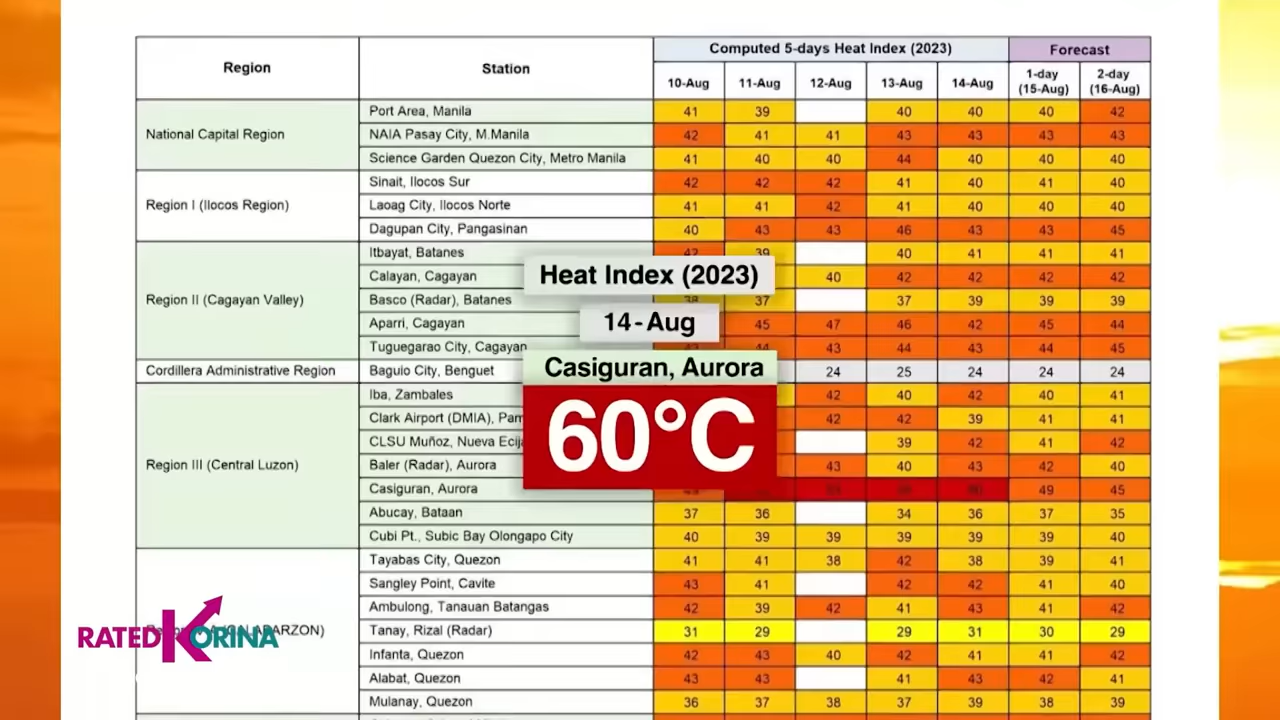 Computed 5-days Heat Index (2023) Forecast
Region Station 10-Aug 11-Aug 12-Aug 13-Aug 14-Aug 1-day (15-Aug) 2-day (16-Aug)
National Capital Region
Port Area, Manila 41 39 40 40 40 42
NAIA Pasay City, M.Manila 42 41 41 43 43 43 43
Science Garden Quezon City, Metro Manila 41 40 40 44 40 40 40
Region I (Ilocos Region)
Sinait, Ilocos Sur 42 42 42 41 40 41 40
Laoag City, Ilocos Norte 41 41 42 41 40 40 40
Dagupan City, Pangasinan 40 43 43 46 43 43 45
Region II (Cagayan Valley)
Itbayat, Batanes 42 39 40 41 41 41
Calayan, Cagayan 40 42 42 42 42
Basco (Radar), Batanes 38 37 37 39 39 39
Aparri, Cagayan 45 47 46 42 45 44
Tuguegarao City, Cagayan 43 44 43 44 43 44 45
Cordillera Administrative Region
Baguio City, Benguet 24 25 24 24 24
Region III (Central Luzon)
Iba, Zambales 42 40 42 40 41
Clark Airport (DMIA), Pam 42 42 39 41 41
CLSU Muñoz, Nueva Ecija 39 42 41 42
Baler (Radar), Aurora 43 40 43 42 40
Casiguran, Aurora 49 45
Abucay, Bataan 37 36 34 36 37 35
Cubi Pt., Subic Bay Olongapo City 40 39 39 39 39 39 40
Tayabas City, Quezon 41 41 38 42 38 39 41
Sangley Point, Cavite 43 41 42 42 41 40
Ambulong, Tanauan Batangas 42 39 42 41 43 41 42
Tanay, Rizal (Radar) 31 29 29 31 30 29
Infanta, Quezon 42 43 40 42 41 41 42
Alabat, Quezon 43 43 41 43 42 41
Mulanay, Quezon 36 37 38 37 39 38 39
Heat Index (2023)
14-Aug
Casiguran, Aurora
60°C
RATED KORINA